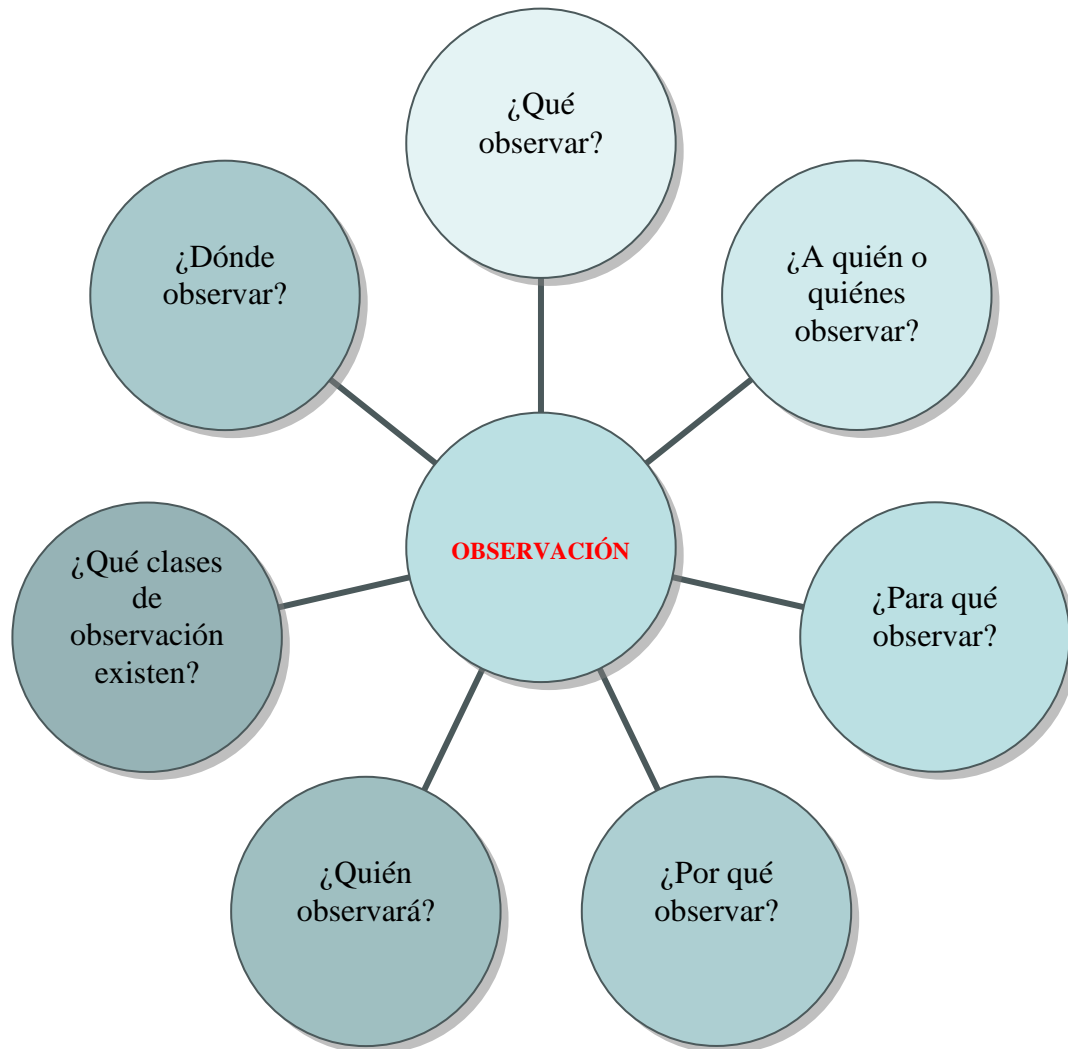 ¿Qué
observar?
¿A quién o
quiénes
observar?
¿Para qué
observar?
¿Por qué
observar?
¿Quién
observará?
¿Qué clases
de
observación
existen?
¿Dónde
observar?
OBSERVACIÓN